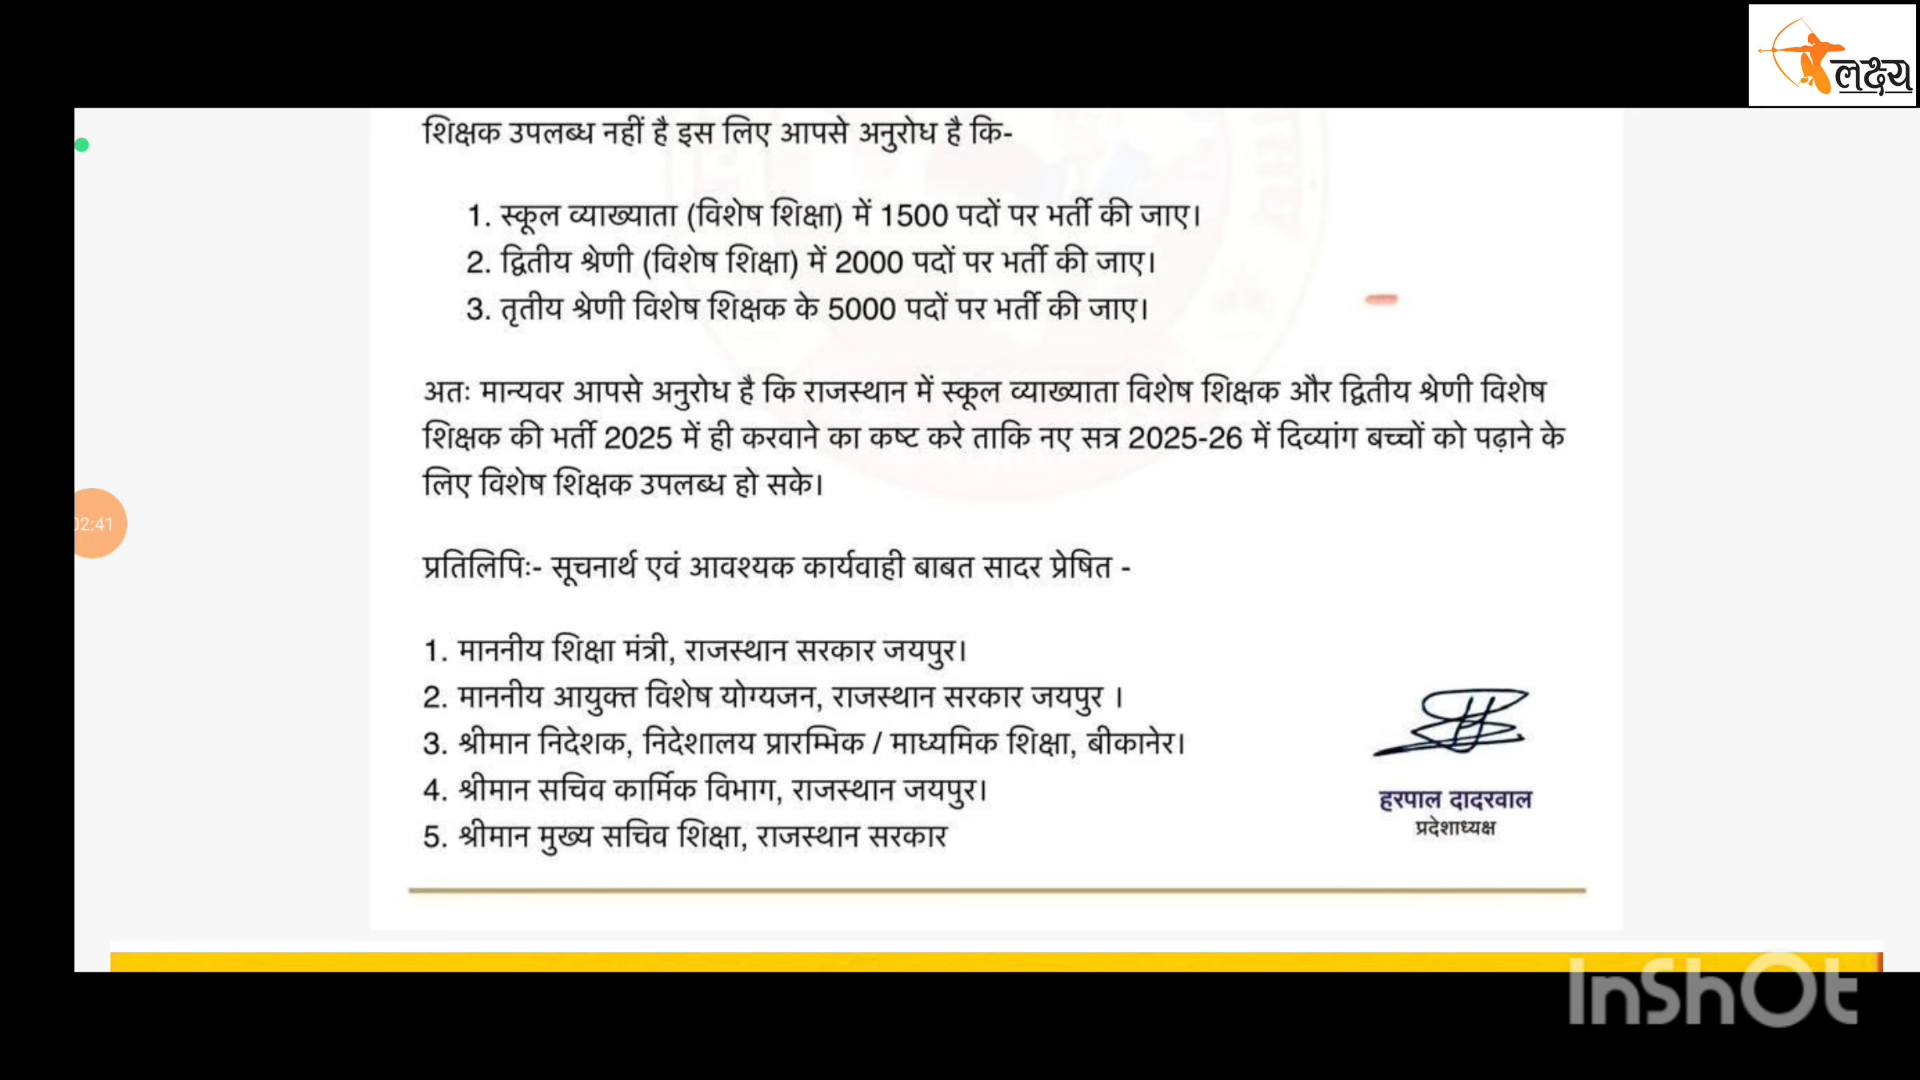 लक्ष्य
शिक्षक उपलब्ध नहीं है इस लिए आपसे अनुरोध है कि-
1. स्कूल व्याख्याता (विशेष शिक्षा) में 1500 पदों पर भर्ती की जाए।
2. द्वितीय श्रेणी (विशेष शिक्षा) में 2000 पदों पर भर्ती की जाए।
3. तृतीय श्रेणी विशेष शिक्षक के 5000 पदों पर भर्ती की जाए।
अतः मान्यवर आपसे अनुरोध है कि राजस्थान में स्कूल व्याख्याता विशेष शिक्षक और द्वितीय श्रेणी विशेष
शिक्षक की भर्ती 2025 में ही करवाने का कष्ट करे ताकि नए सत्र 2025-26 में दिव्यांग बच्चों को पढ़ाने के
लिए विशेष शिक्षक उपलब्ध हो सके।
02:41
प्रतिलिपिः- सूचनार्थ एवं आवश्यक कार्यवाही बाबत सादर प्रेषित -
1. माननीय शिक्षा मंत्री, राजस्थान सरकार जयपुर।
2. माननीय आयुक्त विशेष योग्यजन, राजस्थान सरकार जयपुर ।
3. श्रीमान निदेशक, निदेशालय प्रारम्भिक / माध्यमिक शिक्षा, बीकानेर।
4. श्रीमान सचिव कार्मिक विभाग, राजस्थान जयपुर।
5. श्रीमान मुख्य सचिव शिक्षा, राजस्थान सरकार
हरपाल दादरवाल
प्रदेशाध्यक्ष
InShOt